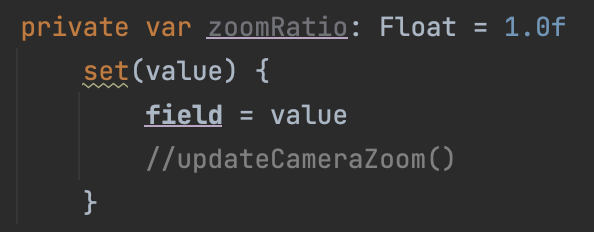 private var zoomRatio: Float = 1.0f
set(value) {
field = value
//updateCameraZoom()
}